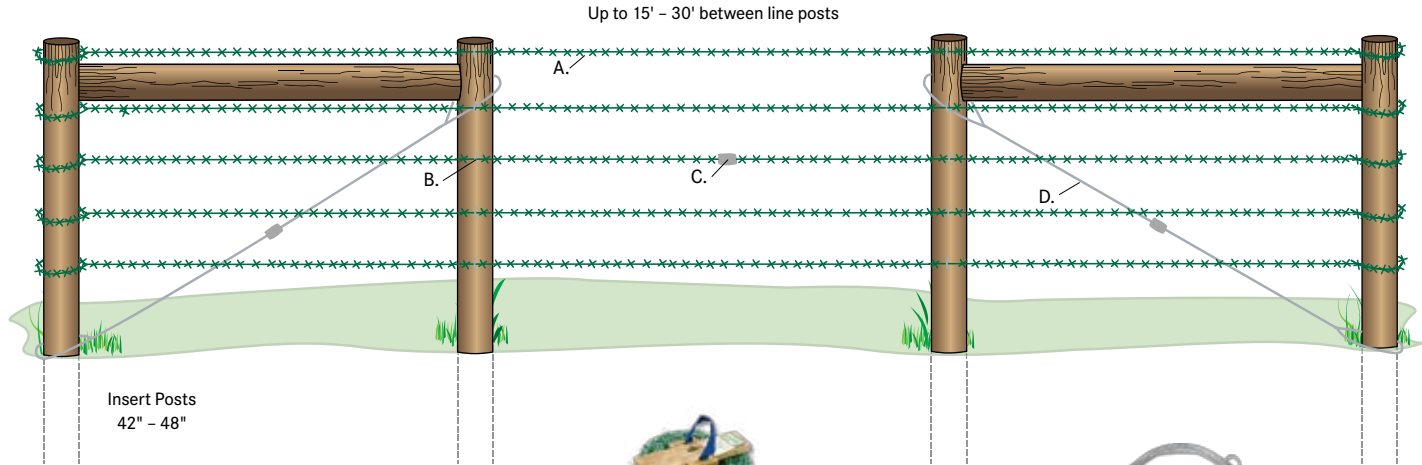 Up to 15' – 30' between line posts
A.
B.
C.
D.
Insert Posts
42" – 48"